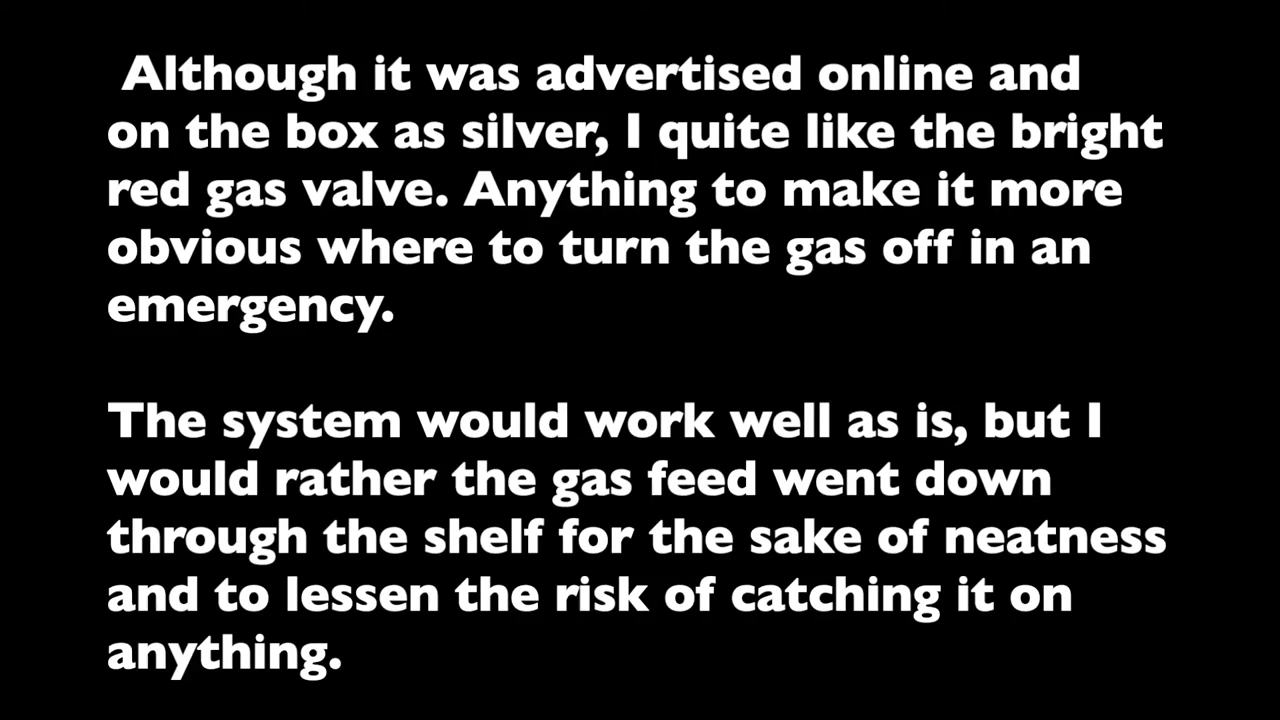 Although it was advertised online and
on the box as silver, I quite like the bright
red gas valve. Anything to make it more
obvious where to turn the gas off in an
emergency.
The system would work well as is, but I
would rather the gas feed went down
through the shelf for the sake of neatness
and to lessen the risk of catching it on
anything.